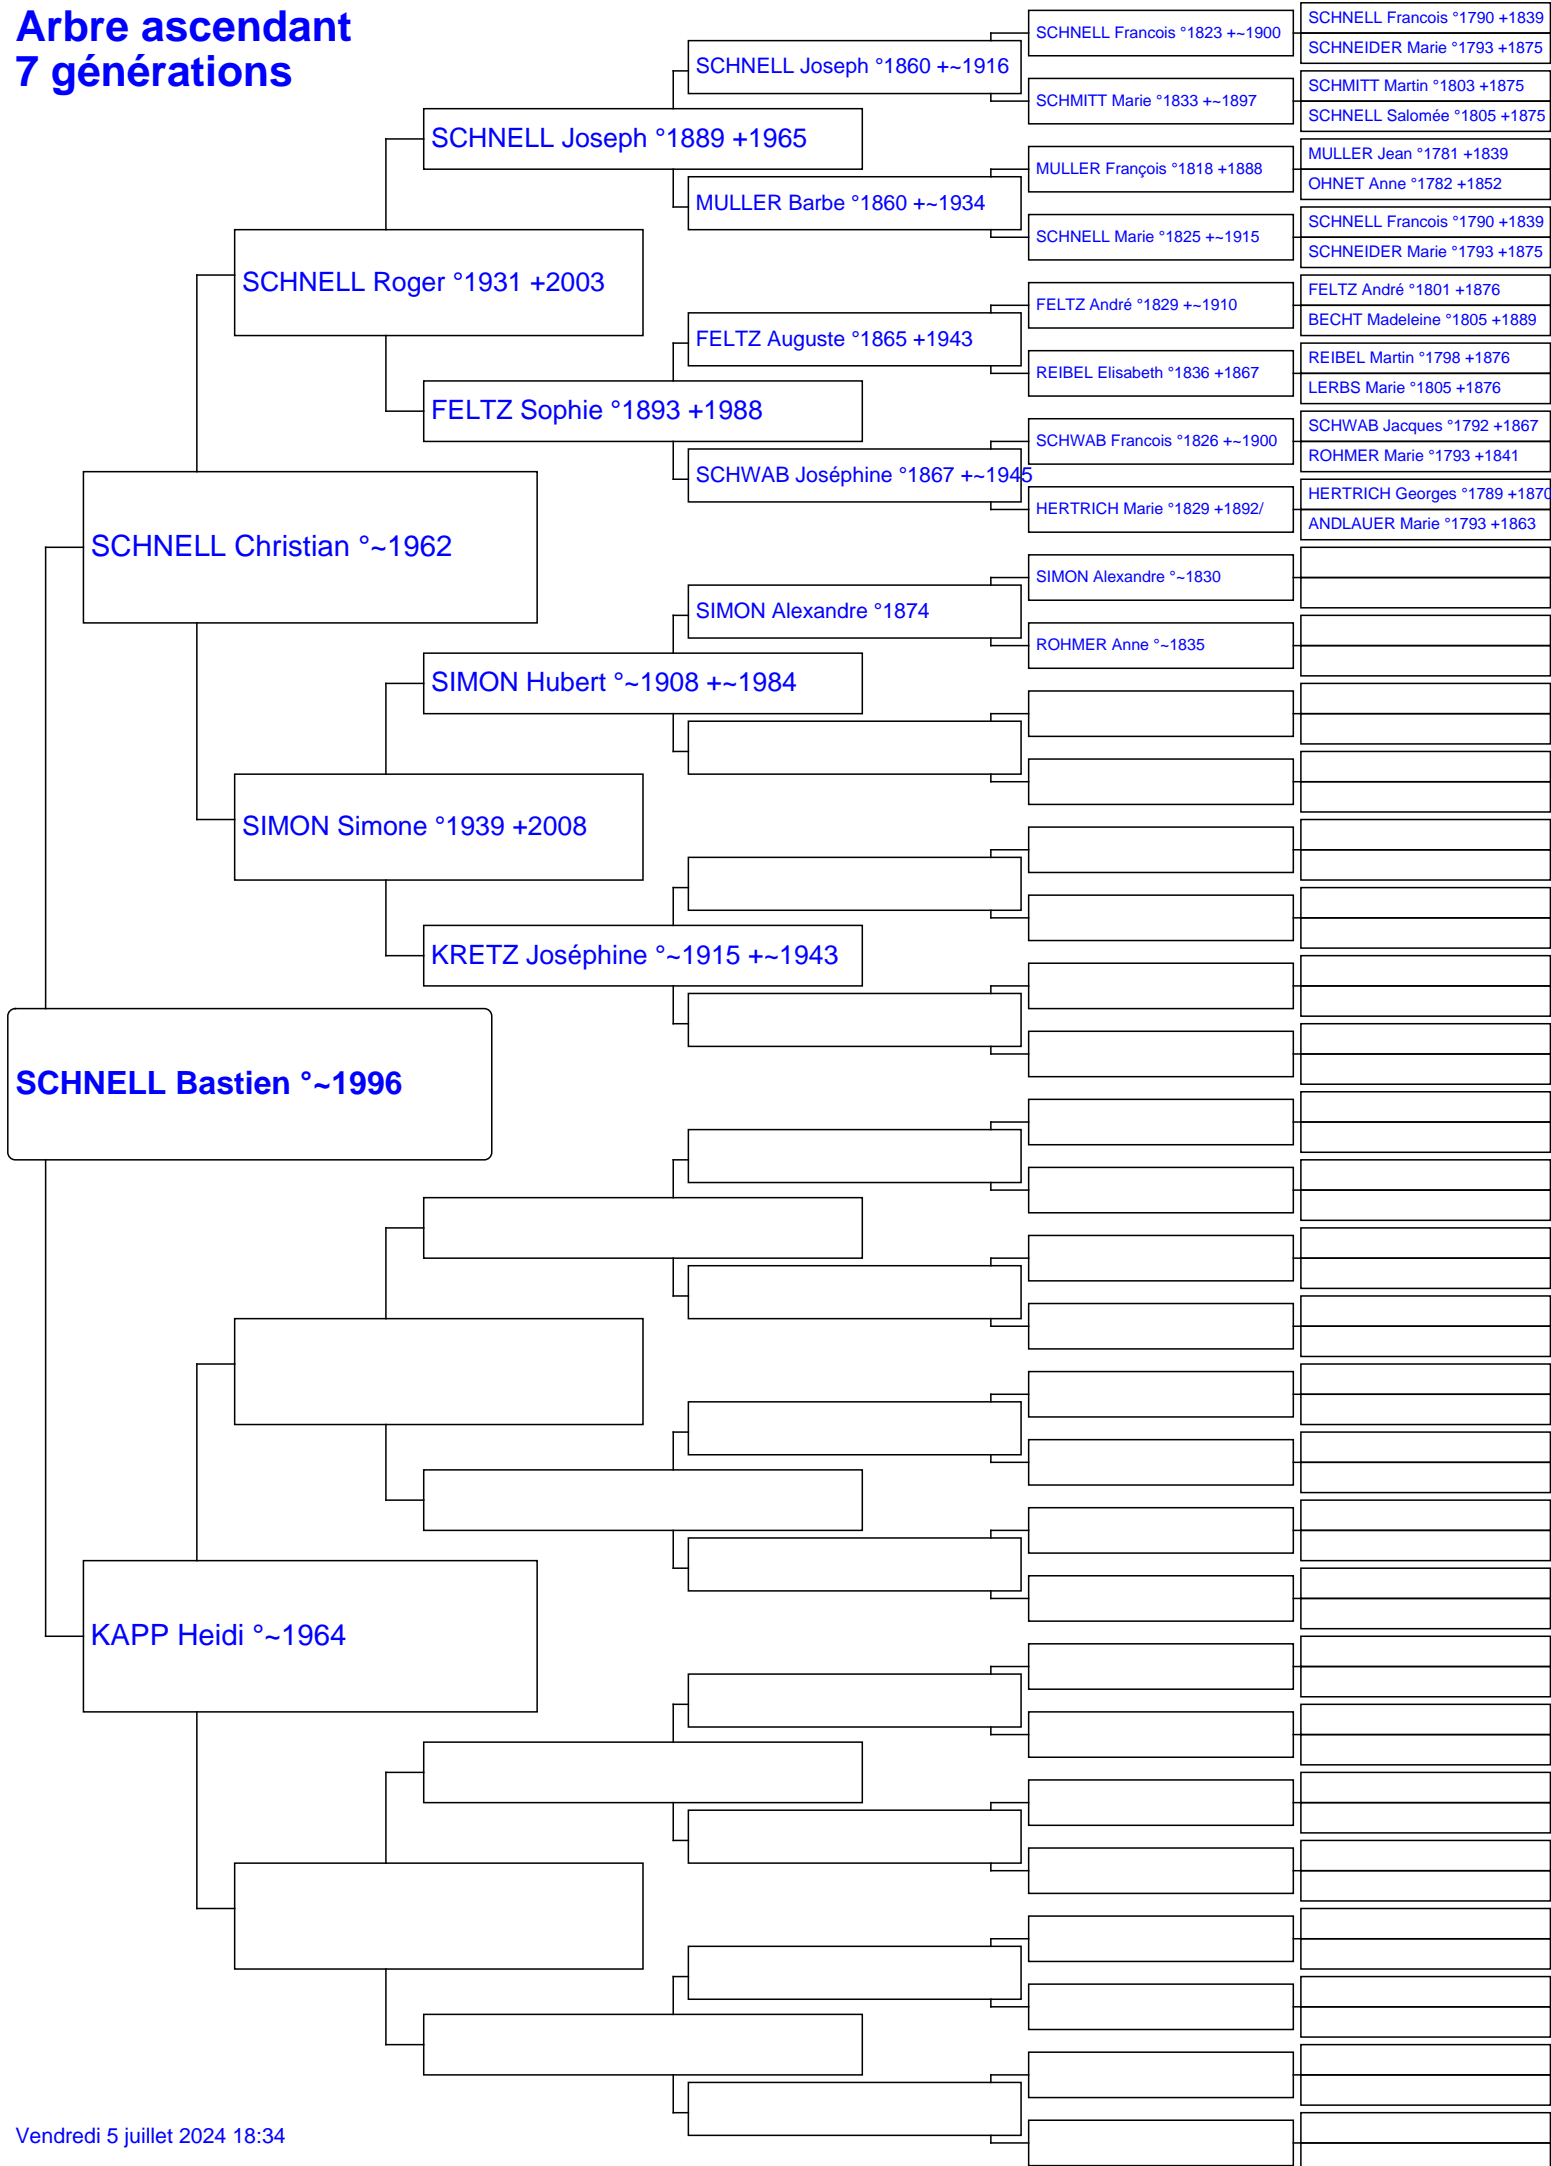 Arbre ascendant
7 générations
SCHNELL Francois °1790 +1839
SCHNELL Francois °1823 +~1900
SCHNEIDER Marie °1793 +1875
SCHNELL Joseph °1860 +~1916
SCHMITT Martin °1803 +1875
SCHMITT Marie °1833 +~1897
SCHNELL Salomée °1805 +1875
SCHNELL Joseph °1889 +1965
MULLER Jean °1781 +1839
MULLER François °1818 +1888
OHNET Anne °1782 +1852
MULLER Barbe °1860 +~1934
SCHNELL Francois °1790 +1839
SCHNELL Marie °1825 +~1915
SCHNEIDER Marie °1793 +1875
SCHNELL Roger °1931 +2003
FELTZ André °1801 +1876
FELTZ André °1829 +~1910
BECHT Madeleine °1805 +1889
FELTZ Auguste °1865 +1943
REIBEL Martin °1798 +1876
REIBEL Elisabeth °1836 +1867
LERBS Marie °1805 +1876
FELTZ Sophie °1893 +1988
SCHWAB Jacques °1792 +1867
SCHWAB Francois °1826 +~1900
ROHMER Marie °1793 +1841
SCHWAB Joséphine °1867 +~1945
HERTRICH Georges °1789 +1870
HERTRICH Marie °1829 +1892/
ANDLAUER Marie °1793 +1863
SCHNELL Christian °~1962
SIMON Alexandre °~1830
SIMON Alexandre °1874
ROHMER Anne °~1835
SIMON Hubert °~1908 +~1984
SIMON Simone °1939 +2008
KRETZ Joséphine °~1915 +~1943
SCHNELL Bastien °~1996
KAPP Heidi °~1964
Vendredi 5 juillet 2024 18:34